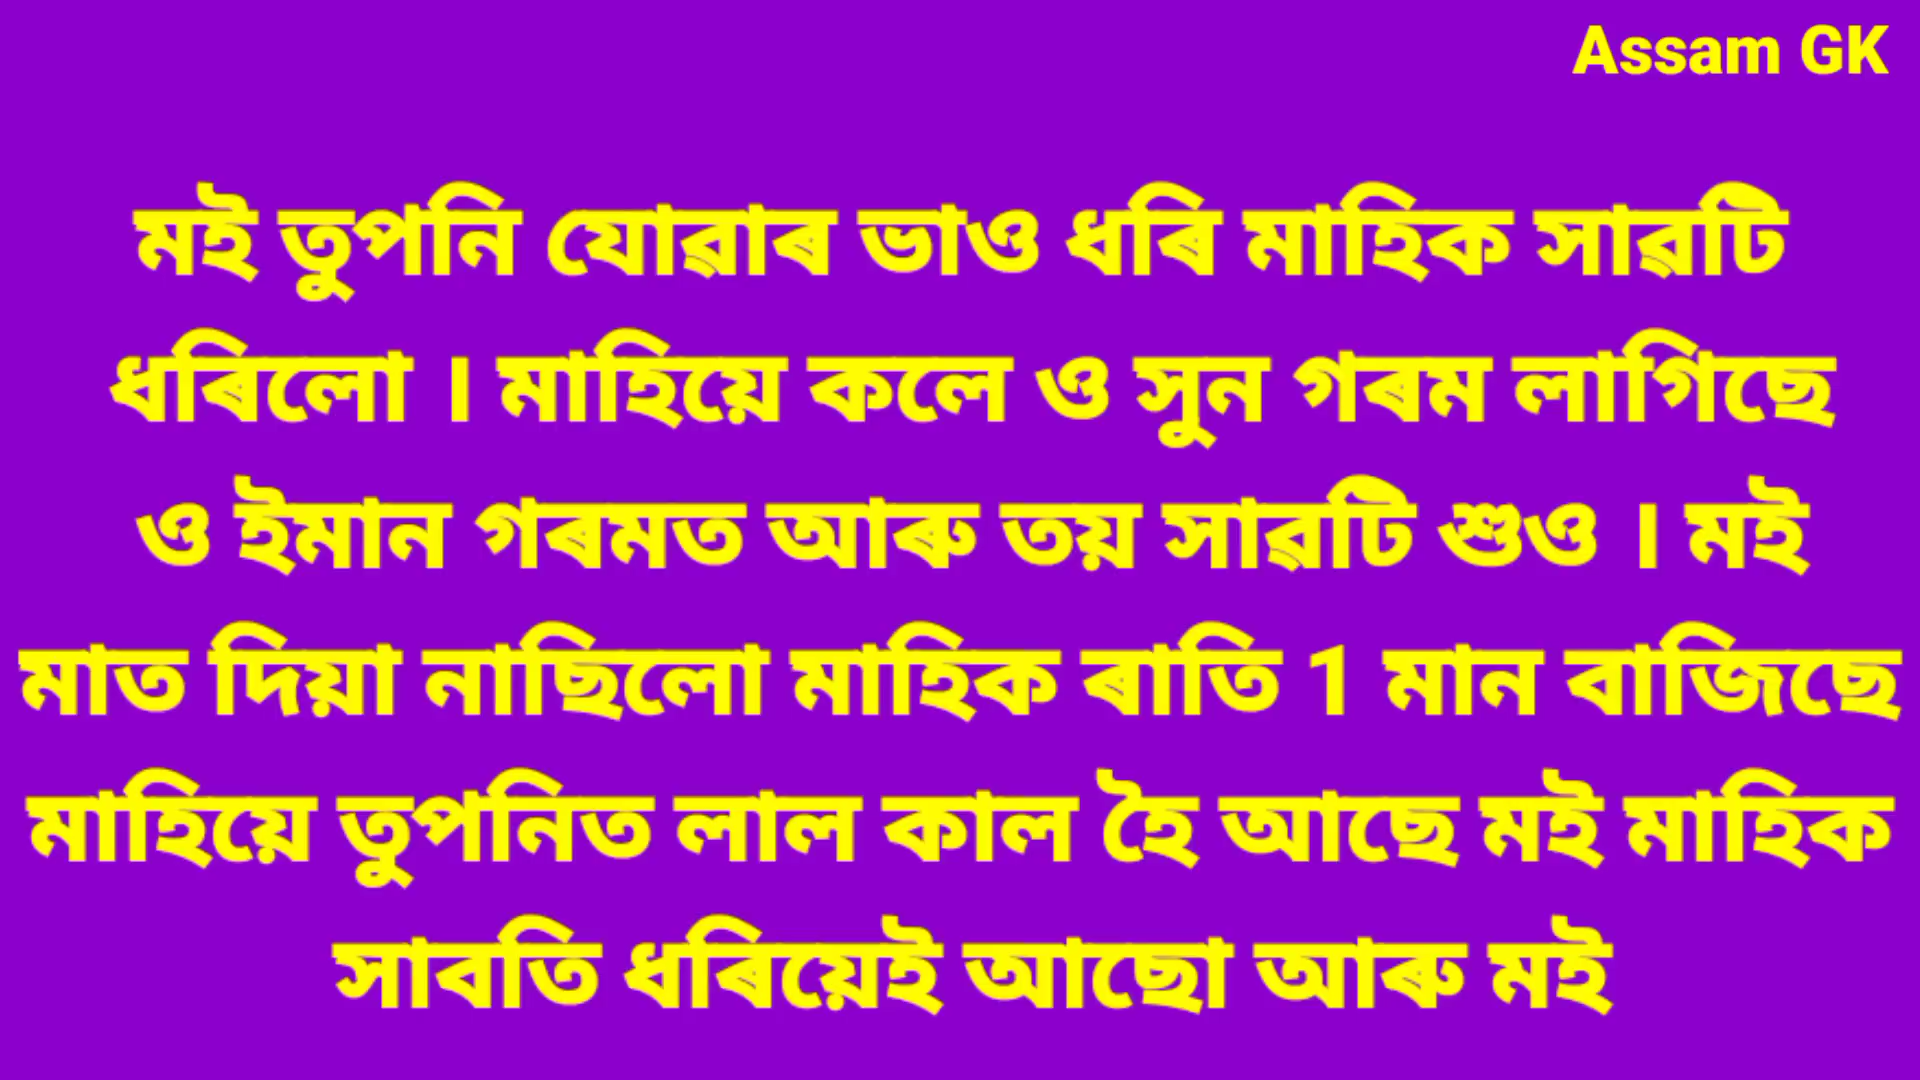 Assam GK
মই তুপনি যোৱাৰ ভাও ধৰি মাহিক সাৱটি
ধৰিলো । মাহিয়ে কলে ও সুন গৰম লাগিছে
ও ইমান গৰমত আৰু তয় সাৱটি শুও । মই
মাত দিয়া নাছিলো মাহিক ৰাতি 1 মান বাজিছে
মাহিয়ে তুপনিত লাল কাল হৈ আছে মই মাহিক
সাবতি ধৰিয়েই আছো আৰু মই